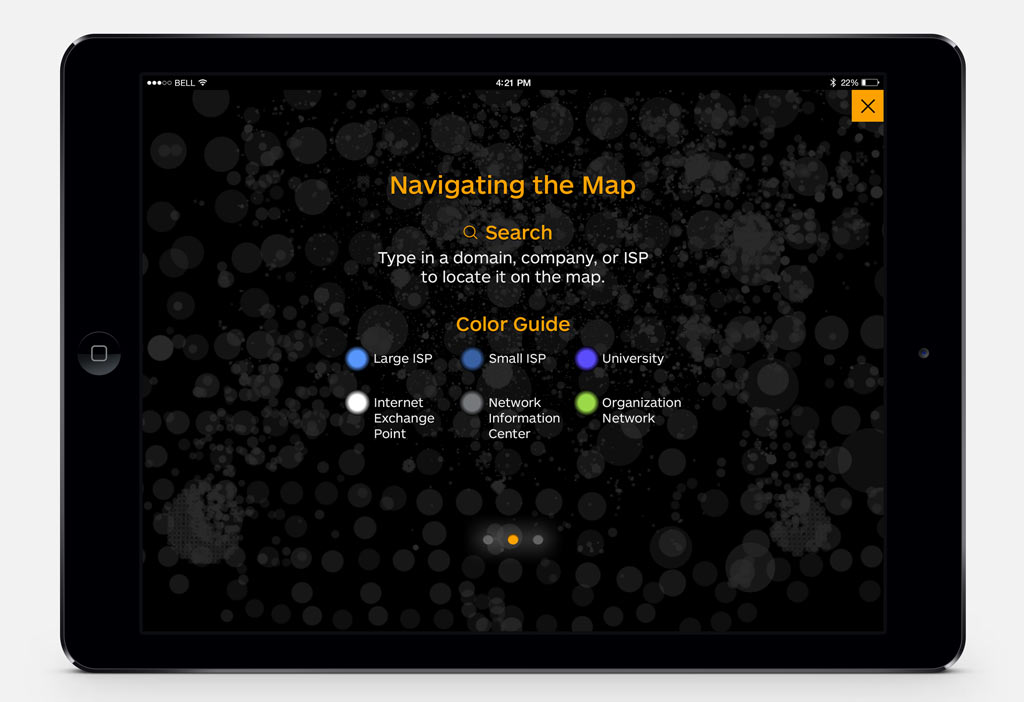 BELL 4:21 PM 22%
Navigating the Map
Search
Type in a domain, company, or ISP
to locate it on the map.
Color Guide
Large ISP Small ISP University
Internet Network Organization
Exchange Information Network
Point Center